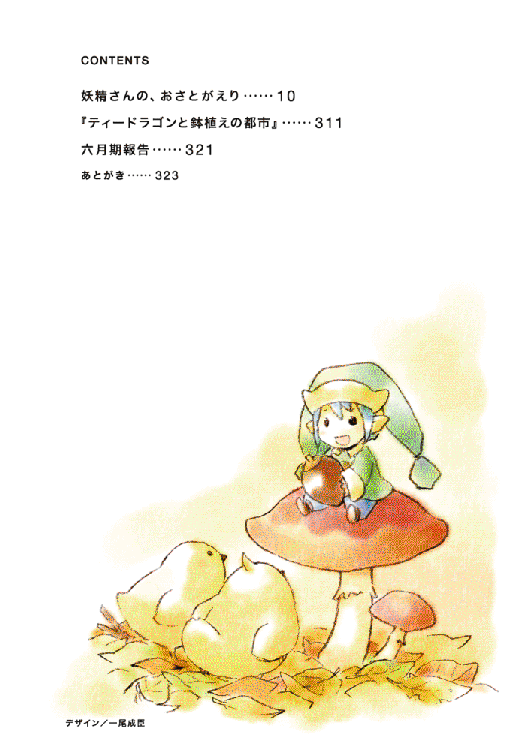 CONTENTS
妖精さんの、おさとがえり……10
『ティードラゴンと鉢植えの都市』……311
六月期報告……321
あとがき……323
デザイン／一尾成臣